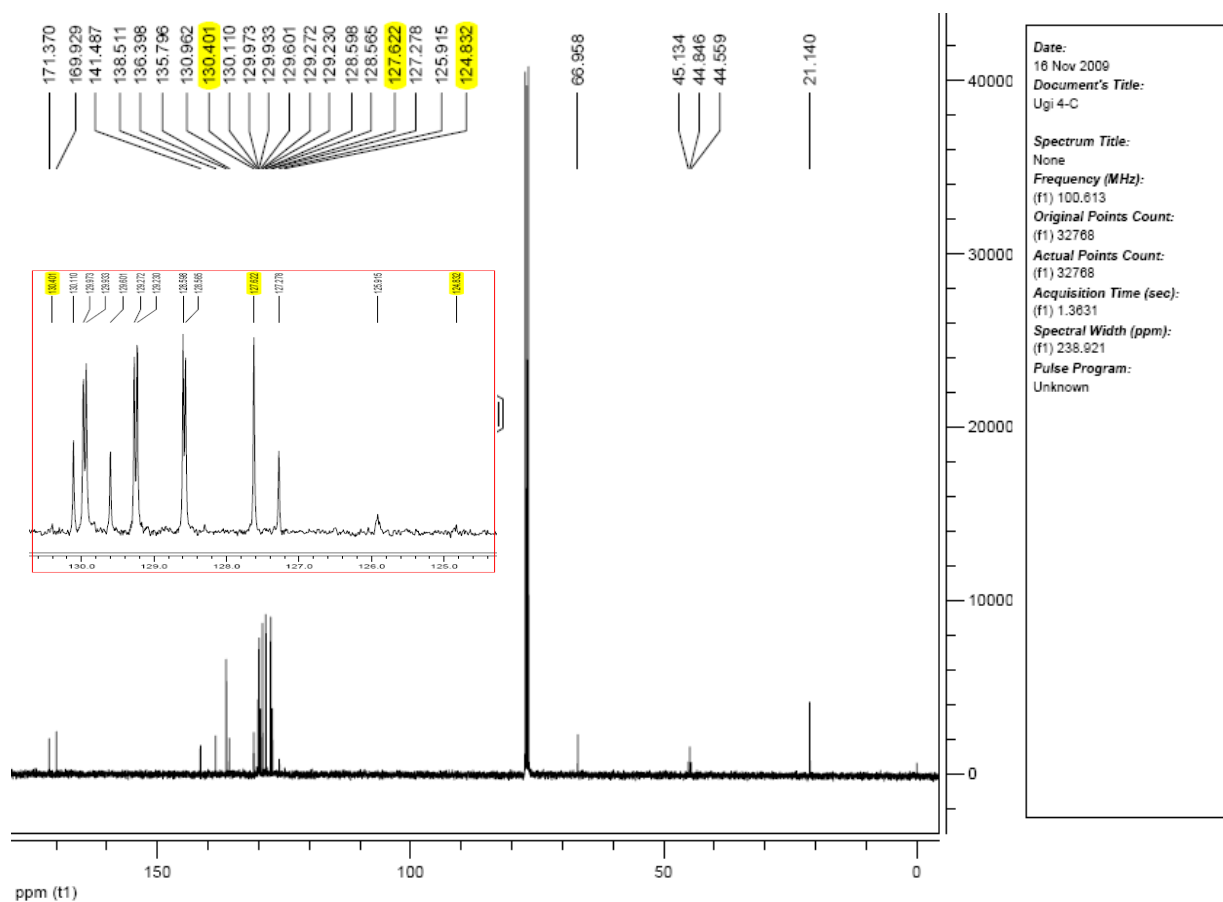 171.370
169.929
141.487
138.511
136.398
135.796
130.962
130.401
130.110
129.973
129.933
129.601
129.272
129.230
128.598
128.565
127.622
127.278
125.915
124.832
66.958
45.134
44.846
44.559
21.140
130.401
130.110
129.973
129.933
129.601
129.272
129.230
128.598
128.565
127.622
127.278
125.915
124.832
130.0
129.0
128.0
127.0
126.0
125.0
40000
30000
20000
10000
0
150
100
50
0
ppm (t1)
Date:
16 Nov 2009
Document's Title:
Ugi 4-C
Spectrum Title:
None
Frequency (MHz):
(f1) 100.613
Original Points Count:
(f1) 32768
Actual Points Count:
(f1) 32768
Acquisition Time (sec):
(f1) 1.3631
Spectral Width (ppm):
(f1) 238.921
Pulse Program:
Unknown